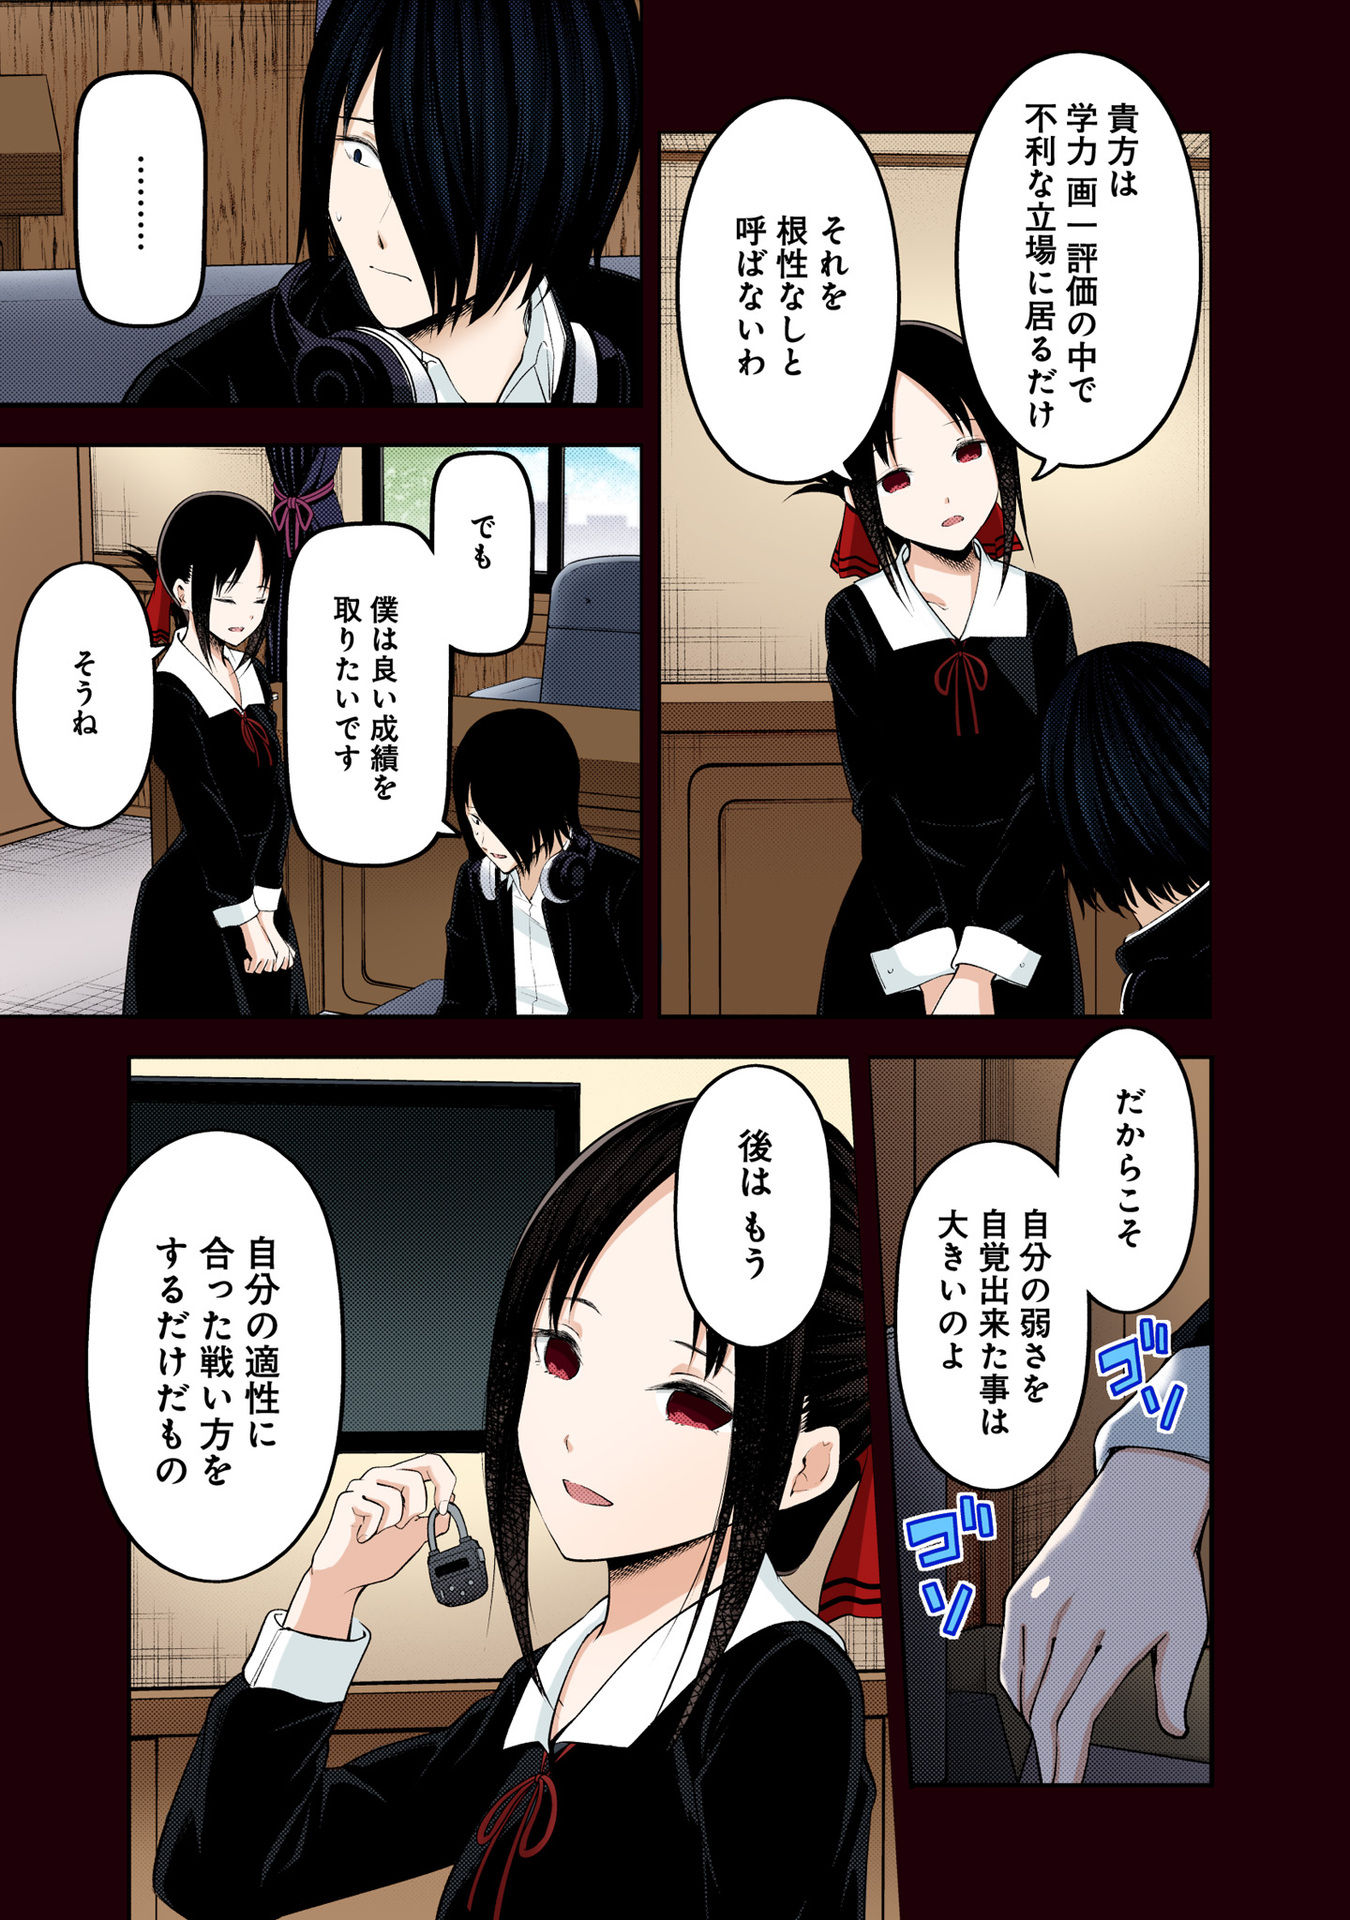 貴方は
学力 画一評価の中で
不利な立場に居るだけ
それを
根性なしと
呼ばないわ
………
でも
僕は良い成績を
取りたいです
そうね
だからこそ
自分の弱さを
自覚出来た事は
大きいのよ
ゴソ
ゴソ
後は もう
自分の適性に
合った戦い方を
するだけだもの